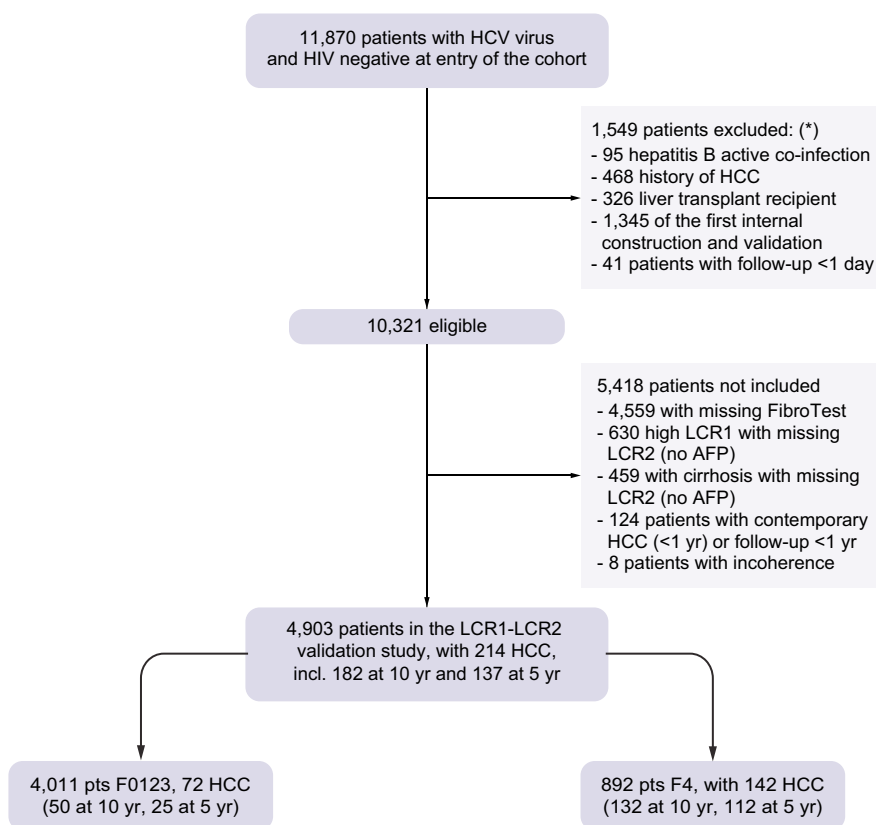 11,870 patients with HCV virus
and HIV negative at entry of the cohort
1,549 patients excluded: (*)
- 95 hepatitis B active co-infection
- 468 history of HCC
- 326 liver transplant recipient
- 1,345 of the first internal
construction and validation
- 41 patients with follow-up <1 day
10,321 eligible
5,418 patients not included
- 4,559 with missing FibroTest
- 630 high LCR1 with missing
LCR2 (no AFP)
- 459 with cirrhosis with missing
LCR2 (no AFP)
- 124 patients with contemporary
HCC (<1 yr) or follow-up <1 yr
- 8 patients with incoherence
4,903 patients in the LCR1-LCR2
validation study, with 214 HCC,
incl. 182 at 10 yr and 137 at 5 yr
4,011 pts F0123, 72 HCC
(50 at 10 yr, 25 at 5 yr)
892 pts F4, with 142 HCC
(132 at 10 yr, 112 at 5 yr)